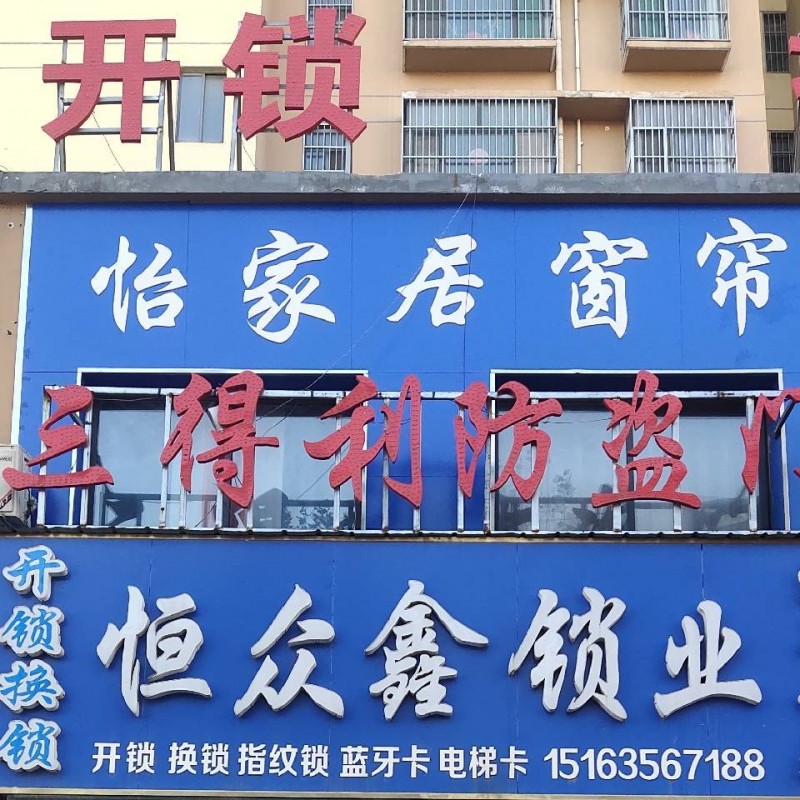 开锁
怡家居窗帘
三得利防盗门
开锁换锁
恒众鑫锁业
开锁 换锁 指纹锁 蓝牙卡 电梯卡 15163567188